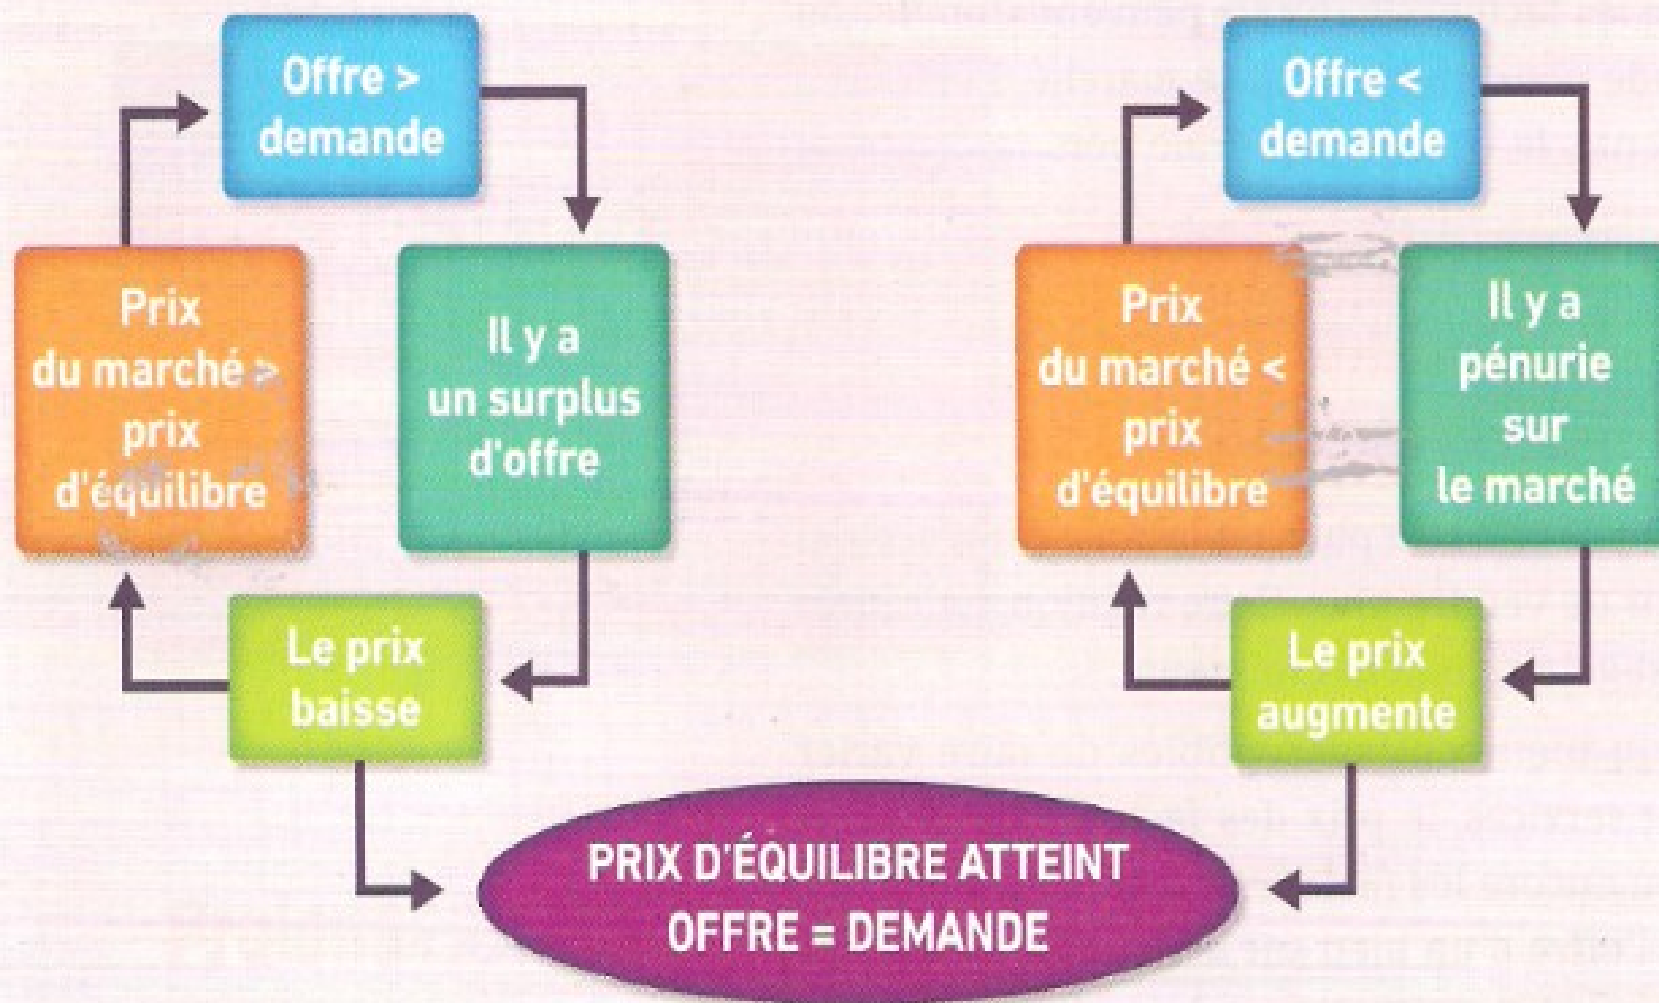 Offre >
demande
Prix
du marché >
prix
d'équilibre
Il y a
un surplus
d'offre
Le prix
baisse
Offre <
demande
Prix
du marché <
prix
d'équilibre
Il y a
pénurie
sur
le marché
Le prix
augmente
PRIX D'ÉQUILIBRE ATTEINT
OFFRE = DEMANDE